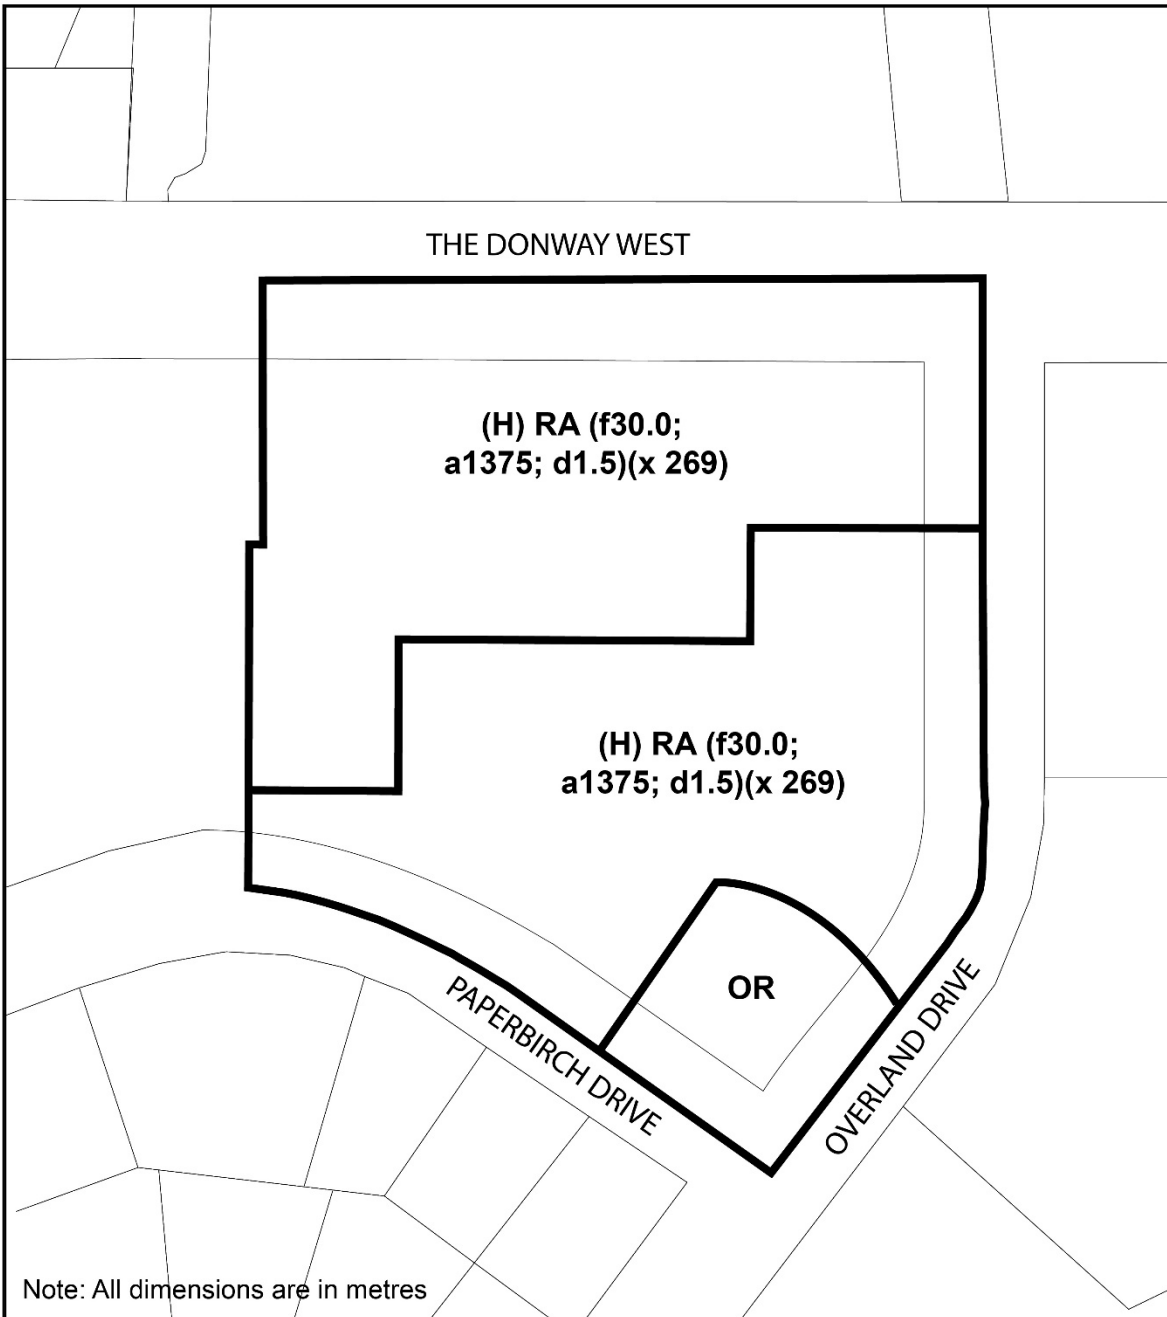 THE DONWAY WEST
(H) RA (f30.0;
a1375; d1.5)(x 269)
(H) RA (f30.0;
a1375; d1.5)(x 269)
OR
PAPERBIRCH DRIVE
OVERLAND DRIVE
Note: All dimensions are in metres